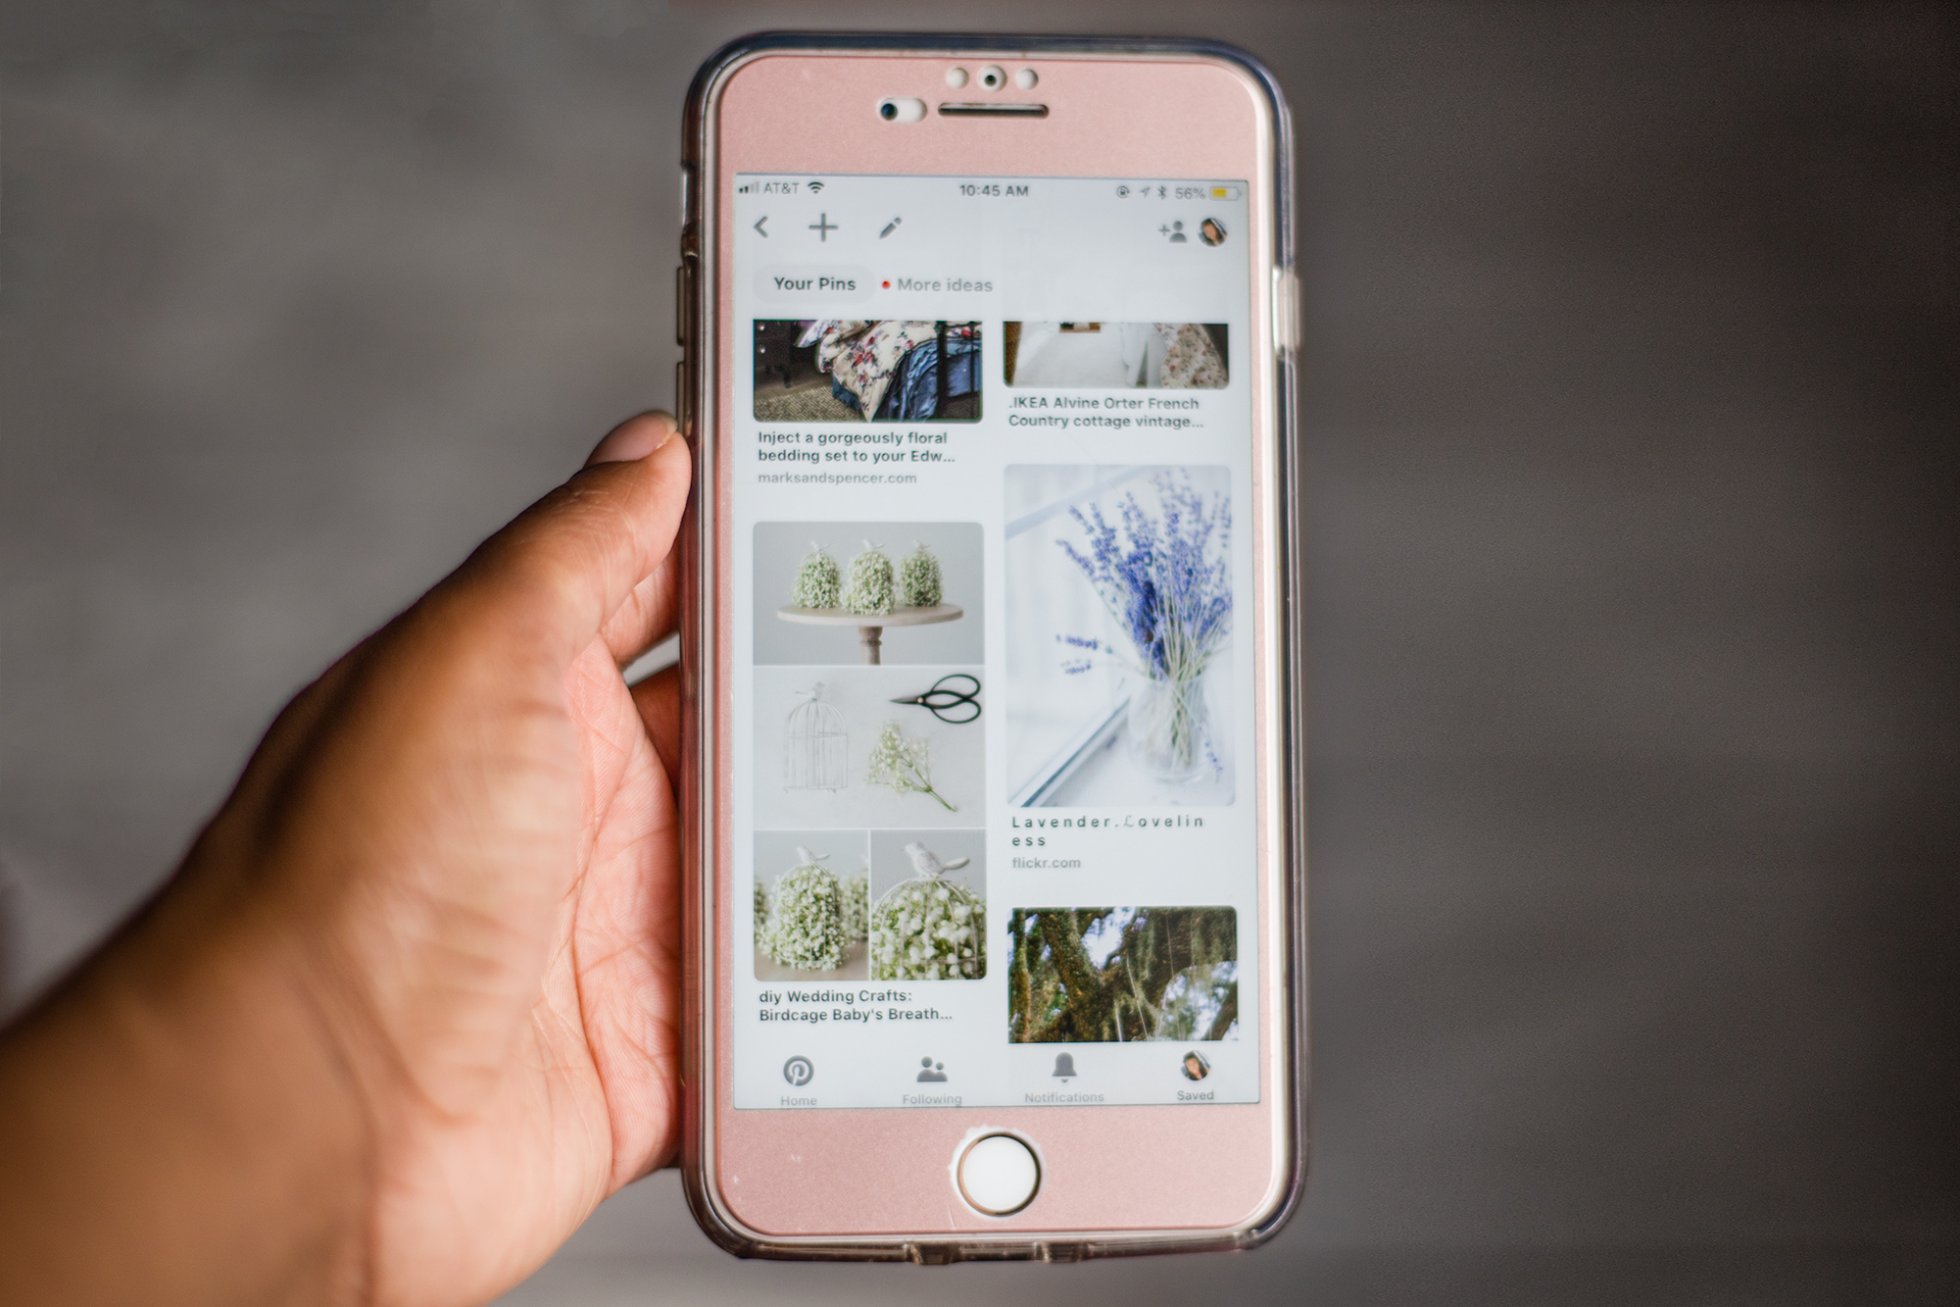 AT&T 10:45 AM 56%
Your Pins More ideas
Inject a gorgeously floral
bedding set to your Edw...
marksandspencer.com
.IKEA Alvine Orter French
Country cottage vintage...
Lavender.ℒovelin
ess
flickr.com
diy Wedding Crafts:
Birdcage Baby's Breath...
Home Following Notifications Saved